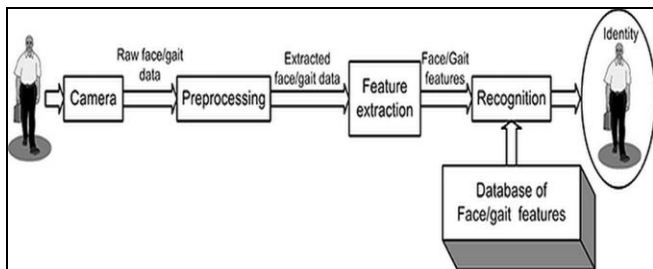 Raw face/gait
data
Extracted
face/gait data
Face/Gait
features
Identity
Camera
Preprocessing
Feature
extraction
Recognition
Database of
Face/gait features